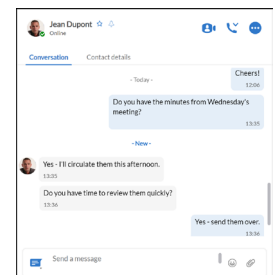 Jean Dupont
Online
Conversation
Contact details
- Today -
Cheers!
12:06
Do you have the minutes from Wednesday's
meeting?
13:35
- New -
Yes - I'll circulate them this afternoon.
13:35
Do you have time to review them quickly?
13:36
Yes - send them over.
13:36
Send a message